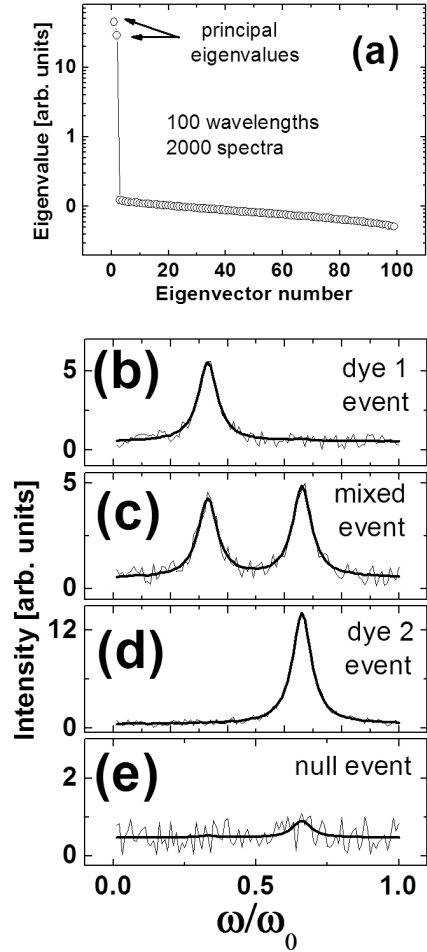 10
1
0
Eigenvalue [arb. units]
principal
eigenvalues
(a)
100 wavelengths
2000 spectra
0 20 40 60 80 100
Eigenvector number
5
0
(b)
dye 1
event
5
0
(c)
mixed
event
12
0
(d)
dye 2
event
2
0
(e)
null event
Intensity [arb. units]
0.0 0.5 1.0
ω/ω₀